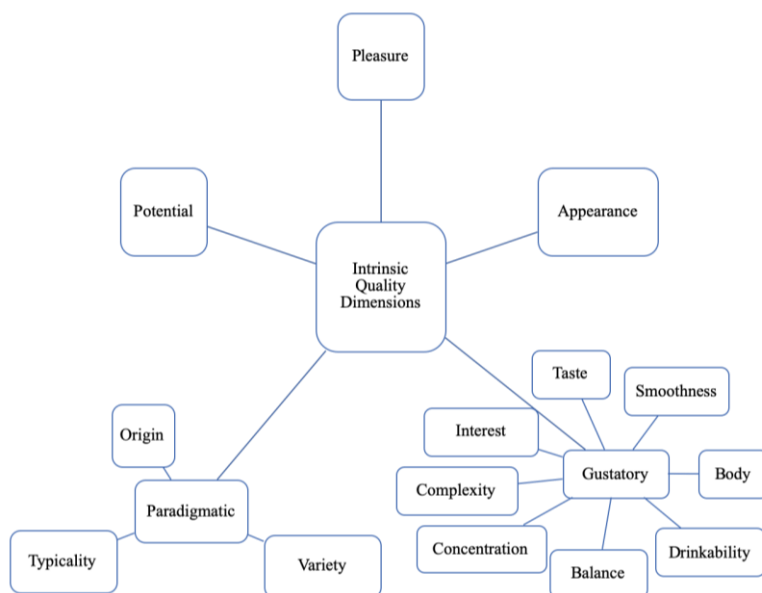 Pleasure
Potential
Appearance
Intrinsic
Quality
Dimensions
Taste
Smoothness
Origin
Interest
Gustatory
Body
Complexity
Paradigmatic
Concentration
Drinkability
Typicality
Variety
Balance